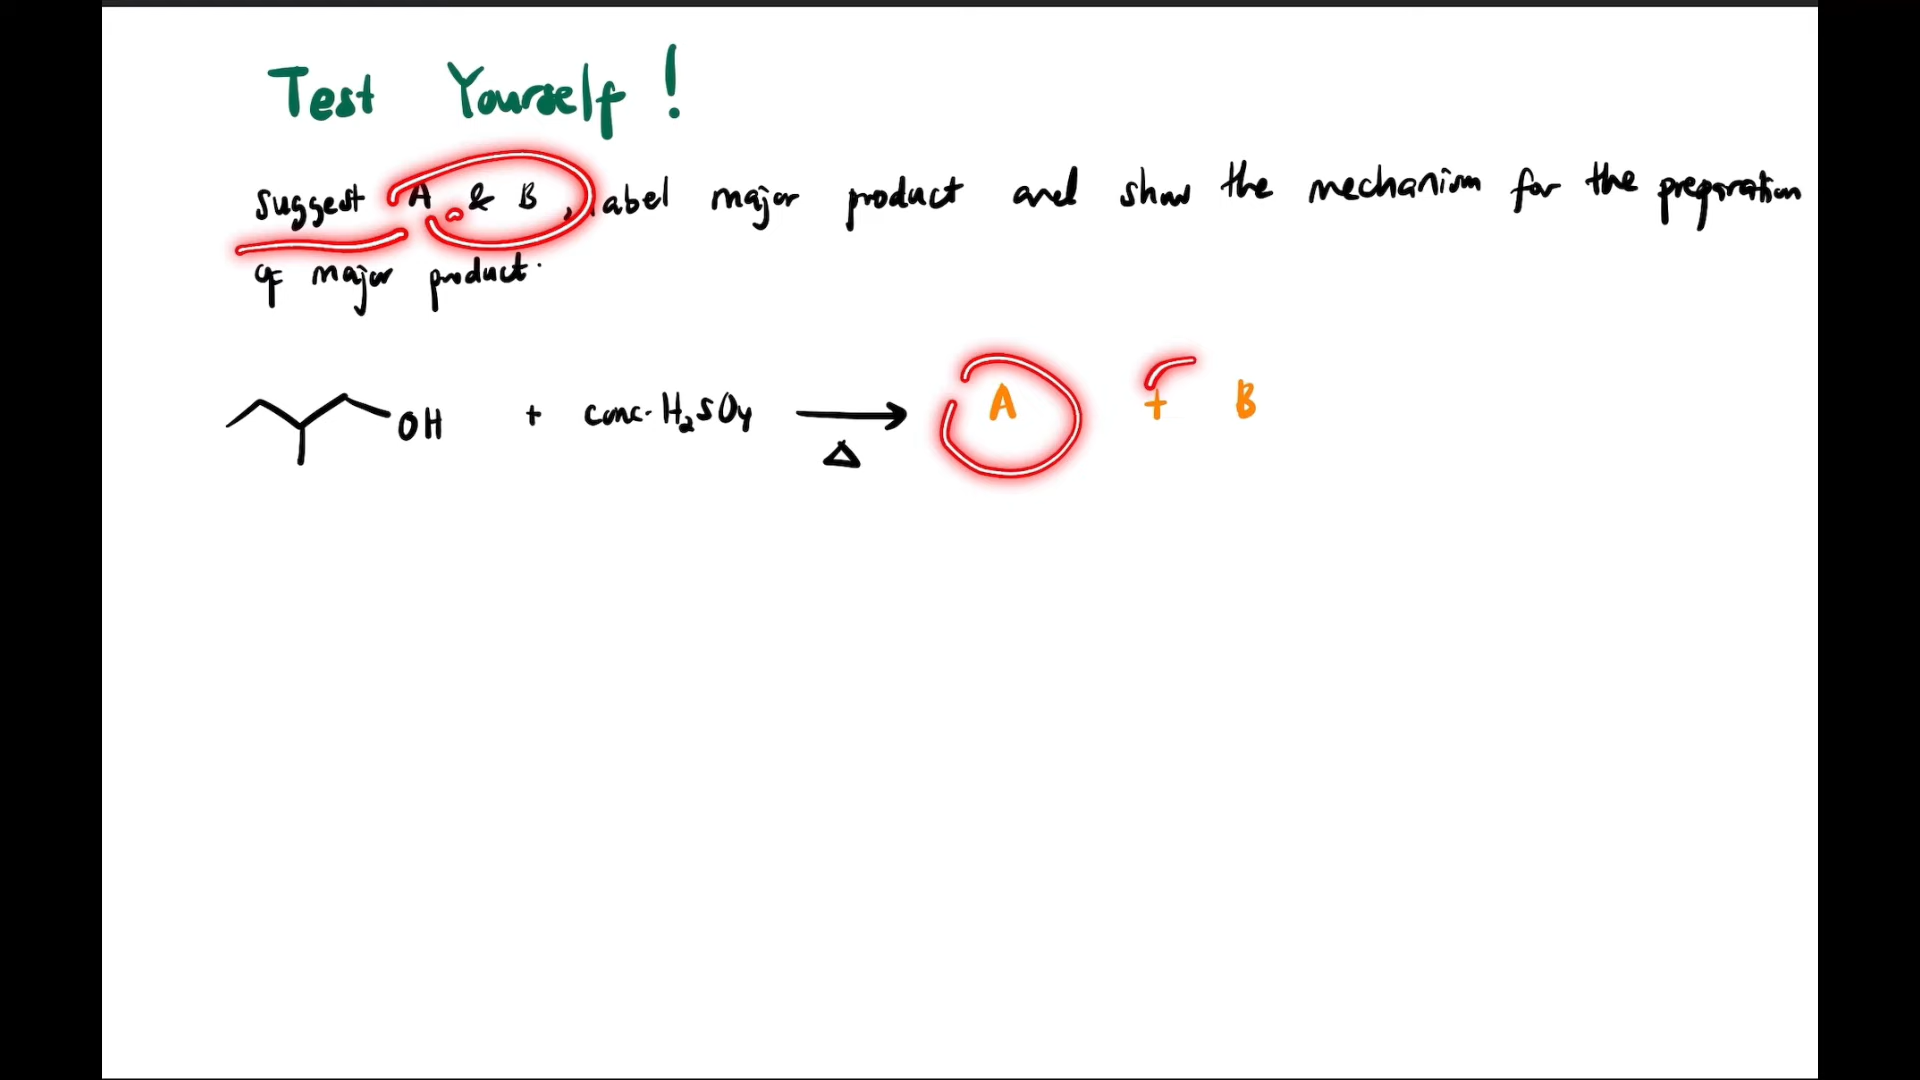 Test Yourself !
suggest A & B , label major product and show the mechanism for the preparation
of major product.
OH + conc. H₂SO₄ → A + B
Δ